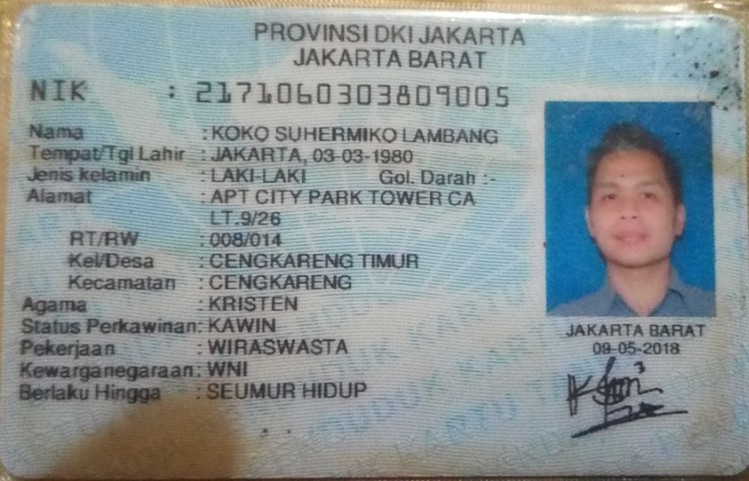 PROVINSI DKI JAKARTA
JAKARTA BARAT
NIK : 2171060303809005
Nama : KOKO SUHERMIKO LAMBANG
Tempat/Tgl Lahir : JAKARTA, 03-03-1980
Jenis kelamin : LAKI-LAKI Gol. Darah :-
Alamat : APT CITY PARK TOWER CA
LT.9/26
RT/RW : 008/014
Kel/Desa : CENGKARENG TIMUR
Kecamatan : CENGKARENG
Agama : KRISTEN
Status Perkawinan: KAWIN
Pekerjaan : WIRASWASTA
Kewarganegaraan: WNI
Berlaku Hingga : SEUMUR HIDUP
JAKARTA BARAT
09-05-2018